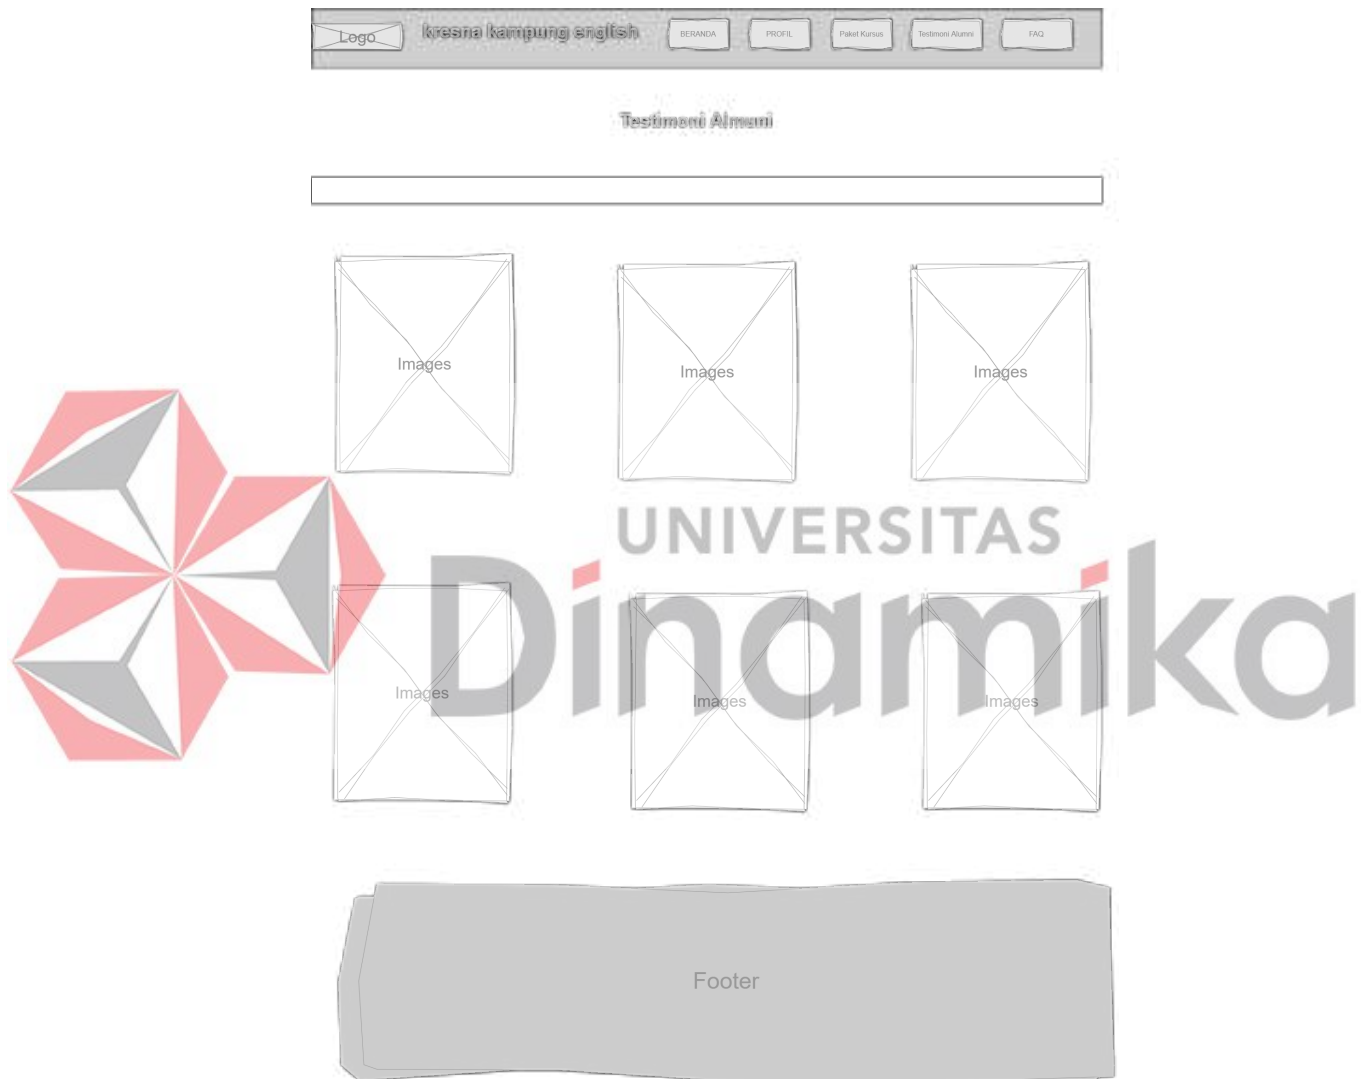 Logo kresna kampung english BERANDA PROFIL Paket Kursus Testimoni Alumni FAQ
Testimoni Almuni
Images Images Images
UNIVERSITAS
Dinamika
Images Images Images
Footer